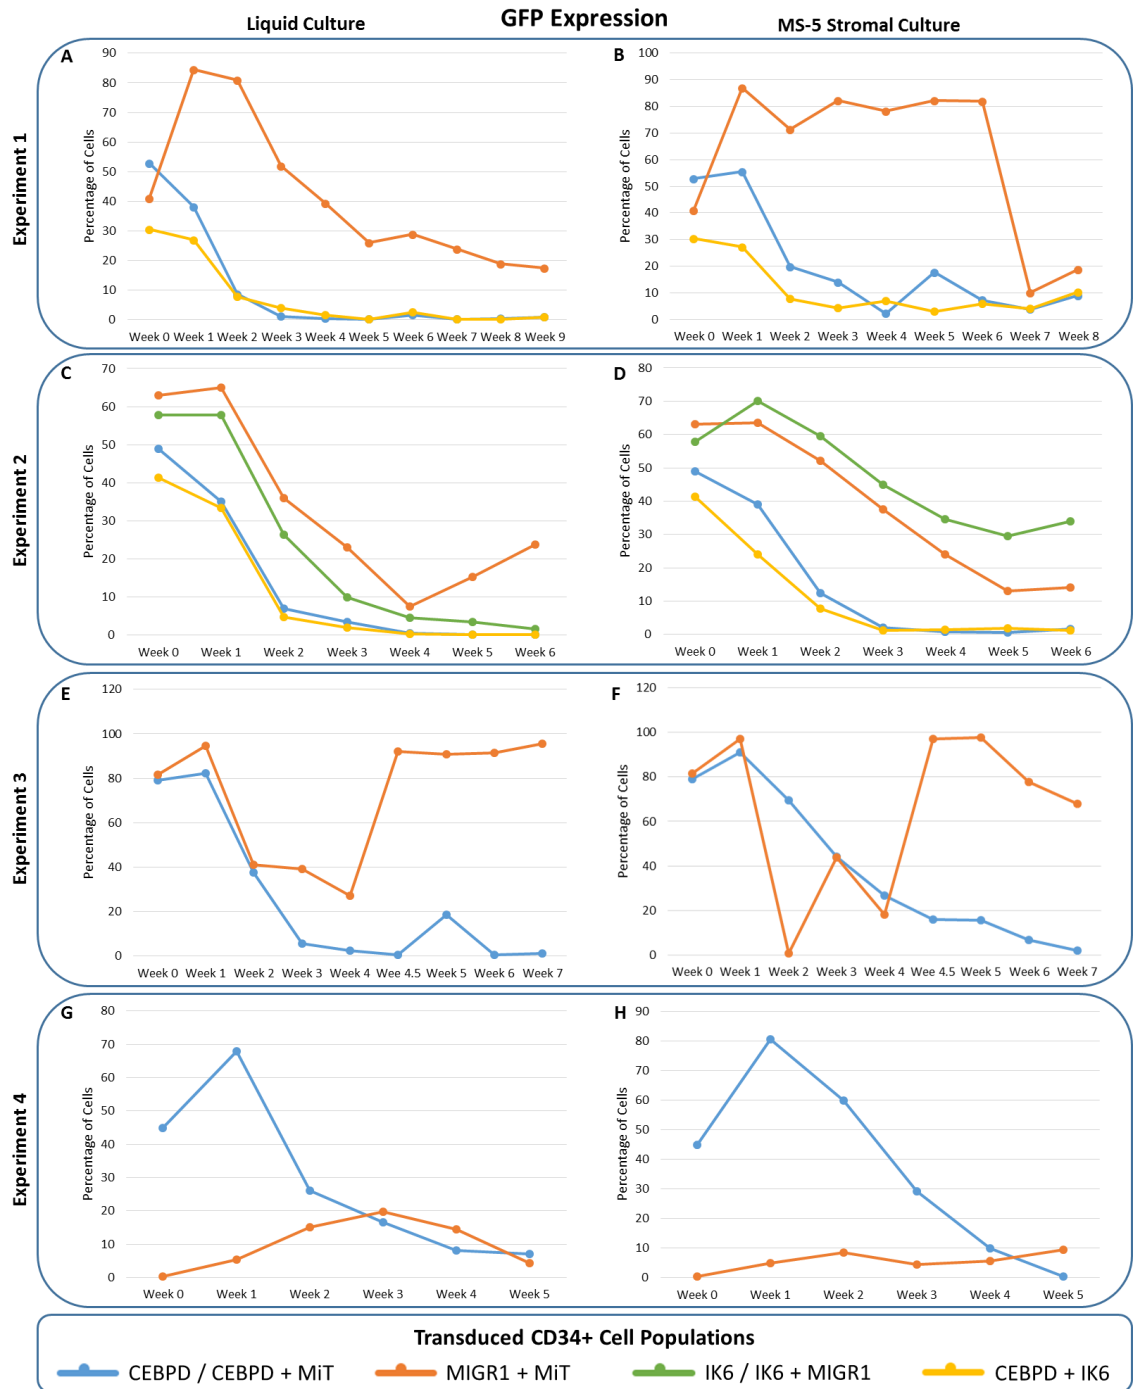 GFP Expression
Liquid Culture
MS-5 Stromal Culture
Experiment 1
A
Percentage of Cells
90
80
70
60
50
40
30
20
10
0
Week 0 Week 1 Week 2 Week 3 Week 4 Week 5 Week 6 Week 7 Week 8 Week 9
B
Percentage of Cells
100
90
80
70
60
50
40
30
20
10
0
Week 0 Week 1 Week 2 Week 3 Week 4 Week 5 Week 6 Week 7 Week 8
Experiment 2
C
Percentage of Cells
70
60
50
40
30
20
10
0
Week 0 Week 1 Week 2 Week 3 Week 4 Week 5 Week 6
D
Percentage of Cells
80
70
60
50
40
30
20
10
0
Week 0 Week 1 Week 2 Week 3 Week 4 Week 5 Week 6
Experiment 3
E
Percentage of Cells
120
100
80
60
40
20
0
Week 0 Week 1 Week 2 Week 3 Week 4 Wee 4.5 Week 5 Week 6 Week 7
F
Percentage of Cells
120
100
80
60
40
20
0
Week 0 Week 1 Week 2 Week 3 Week 4 Wee 4.5 Week 5 Week 6 Week 7
Experiment 4
G
Percentage of Cells
80
70
60
50
40
30
20
10
0
Week 0 Week 1 Week 2 Week 3 Week 4 Week 5
H
Percentage of Cells
90
80
70
60
50
40
30
20
10
0
Week 0 Week 1 Week 2 Week 3 Week 4 Week 5
Transduced CD34+ Cell Populations
CEBPD / CEBPD + MiT MIGR1 + MiT IK6 / IK6 + MIGR1 CEBPD + IK6